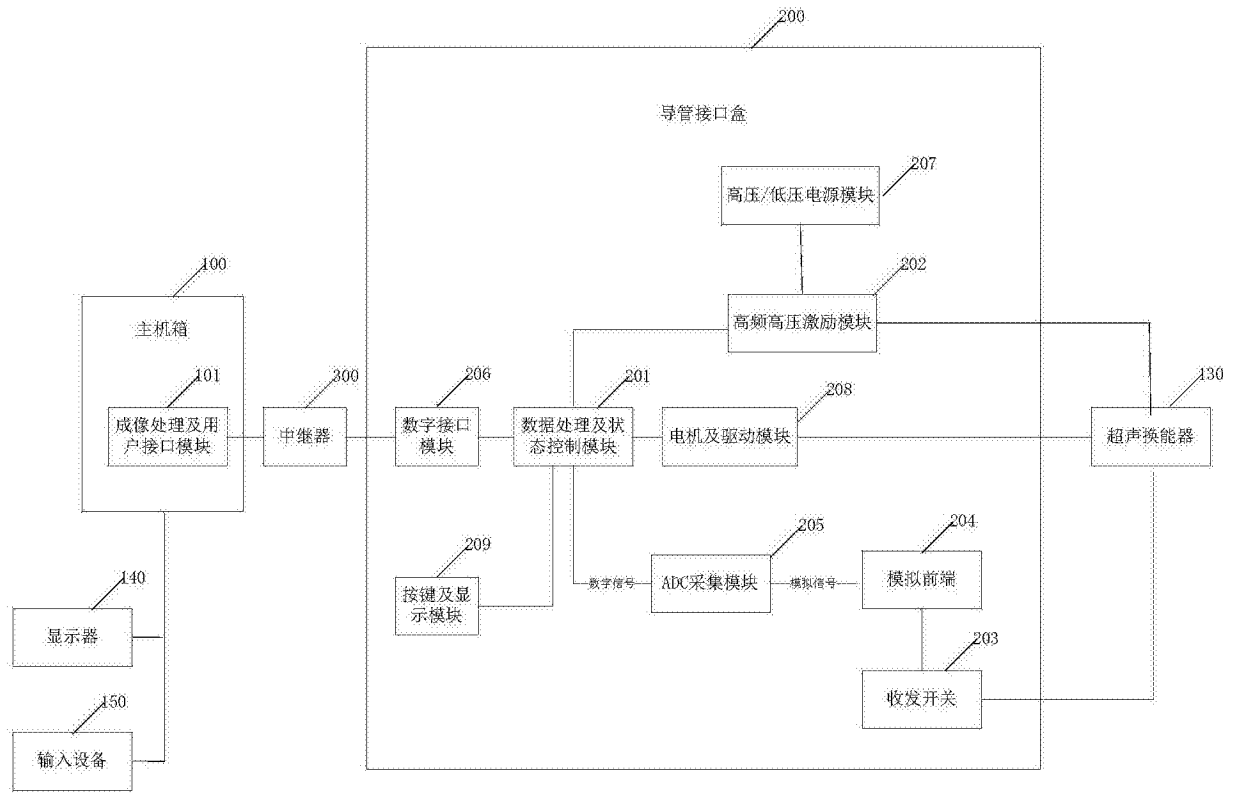 200
导管接口盒
207
高压/低压电源模块
100
202
主机箱
高频高压激励模块
101
300
206
201
208
130
成像处理及用
户接口模块
中继器
数字接口
模块
数据处理及状
态控制模块
电机及驱动模块
超声换能器
209
205
204
按键及显
示模块
数字信号
ADC采集模块
模拟信号
模拟前端
140
显示器
203
收发开关
150
输入设备